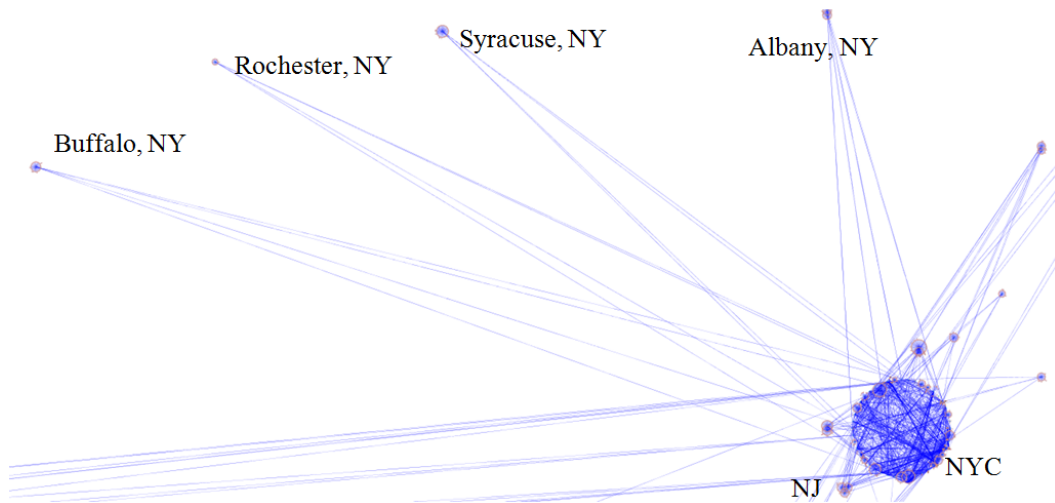 Syracuse, NY
Albany, NY
Rochester, NY
Buffalo, NY
NYC
NJ